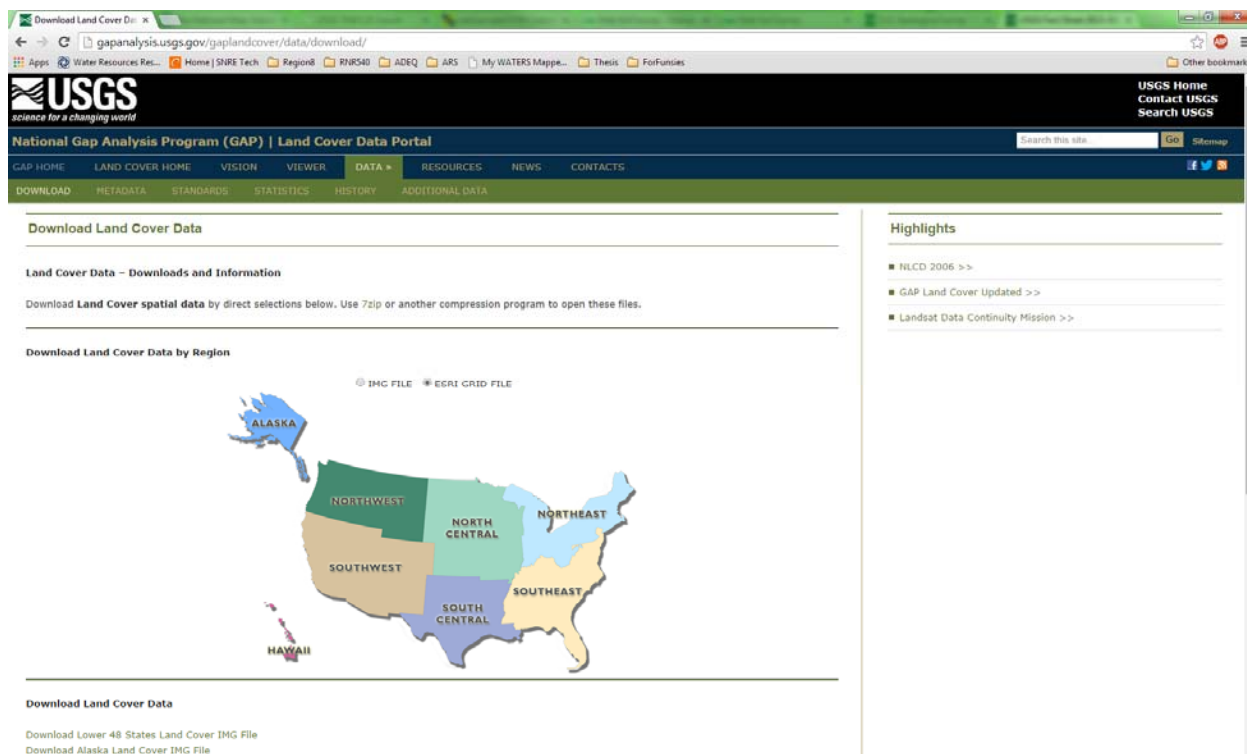 Download Land Cover Da
gapanalysis.usgs.gov/gaplandcover/data/download/
Apps Water Resources Res... Home | SNRE Tech Region8 RNR540 ADEQ ARS My WATERS Mappe... Thesis ForFunsies Other bookmark
USGS
science for a changing world
USGS Home
Contact USGS
Search USGS
National Gap Analysis Program (GAP) | Land Cover Data Portal
Search this site
Go
Sitemap
GAP HOME LAND COVER HOME VISION VIEWER DATA » RESOURCES NEWS CONTACTS
DOWNLOAD METADATA STANDARDS STATISTICS HISTORY ADDITIONAL DATA
Download Land Cover Data
Land Cover Data – Downloads and Information
Download Land Cover spatial data by direct selections below. Use 7zip or another compression program to open these files.
Download Land Cover Data by Region
IMG FILE ESRI GRID FILE
ALASKA
NORTHWEST
NORTH
CENTRAL
NORTHEAST
SOUTHWEST
SOUTHEAST
SOUTH
CENTRAL
HAWAII
Download Land Cover Data
Download Lower 48 States Land Cover IMG File
Download Alaska Land Cover IMG File
Highlights
NLCD 2006 >>
GAP Land Cover Updated >>
Landsat Data Continuity Mission >>